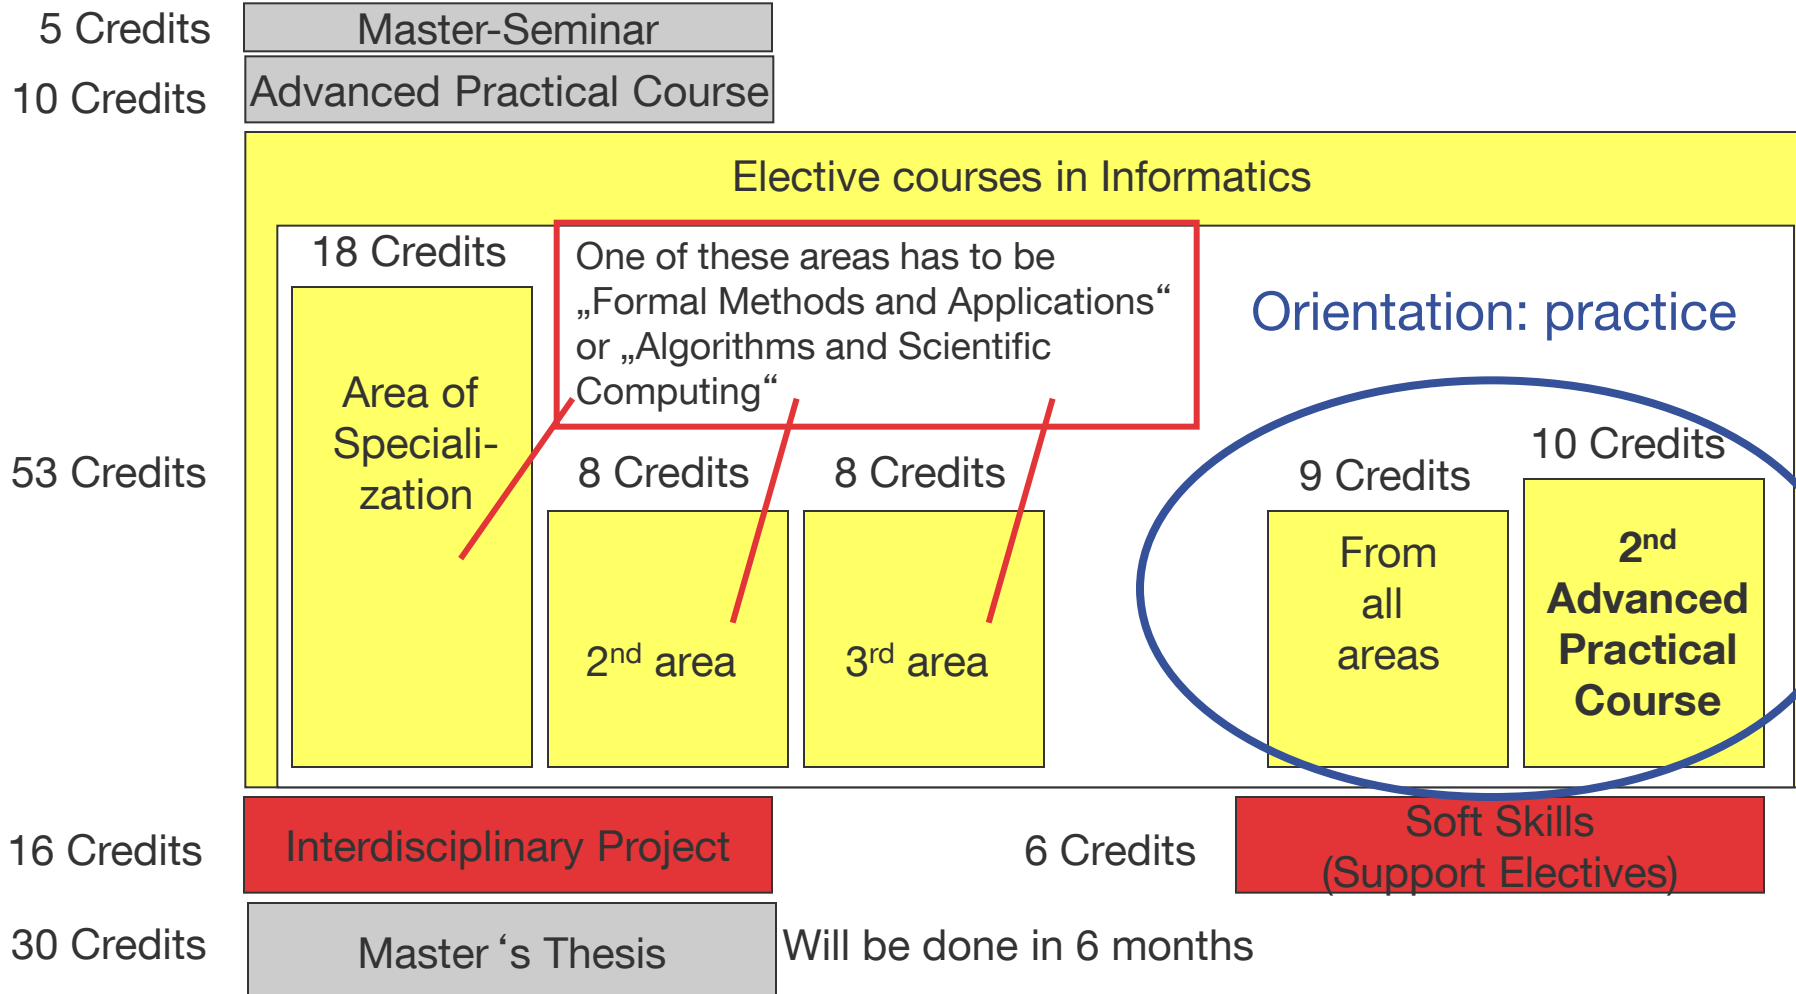 5 Credits
Master-Seminar
10 Credits
Advanced Practical Course
Elective courses in Informatics
53 Credits
18 Credits
Area of
Speciali-
zation
One of these areas has to be
„Formal Methods and Applications“
or „Algorithms and Scientific
Computing“
8 Credits
2nd area
8 Credits
3rd area
Orientation: practice
9 Credits
From
all
areas
10 Credits
2nd
Advanced
Practical
Course
16 Credits
Interdisciplinary Project
6 Credits
Soft Skills
(Support Electives)
30 Credits
Master‘s Thesis
Will be done in 6 months